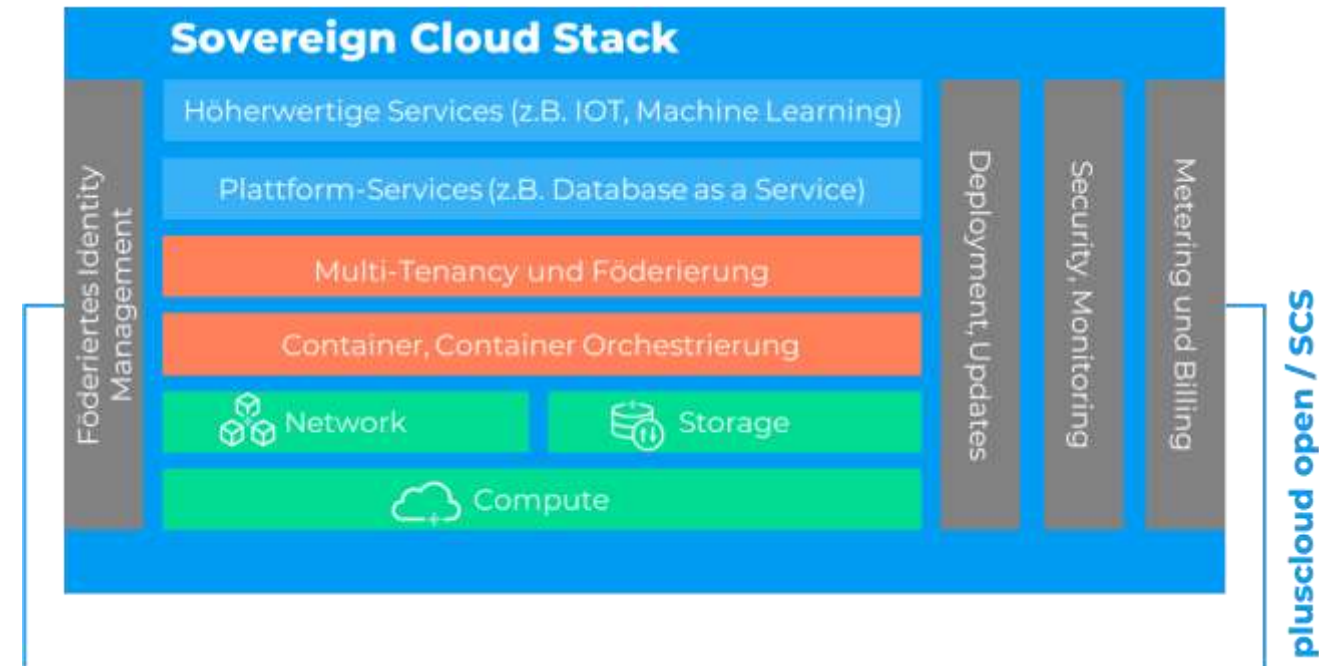 Sovereign Cloud Stack
Föderiertes Identity
Management
Höherwertige Services (z.B. IOT, Machine Learning)
Plattform-Services (z.B. Database as a Service)
Multi-Tenancy und Föderierung
Container, Container Orchestrierung
Network
Storage
Compute
Deployment, Updates
Security, Monitoring
Metering und Billing
pluscloud open / SCS